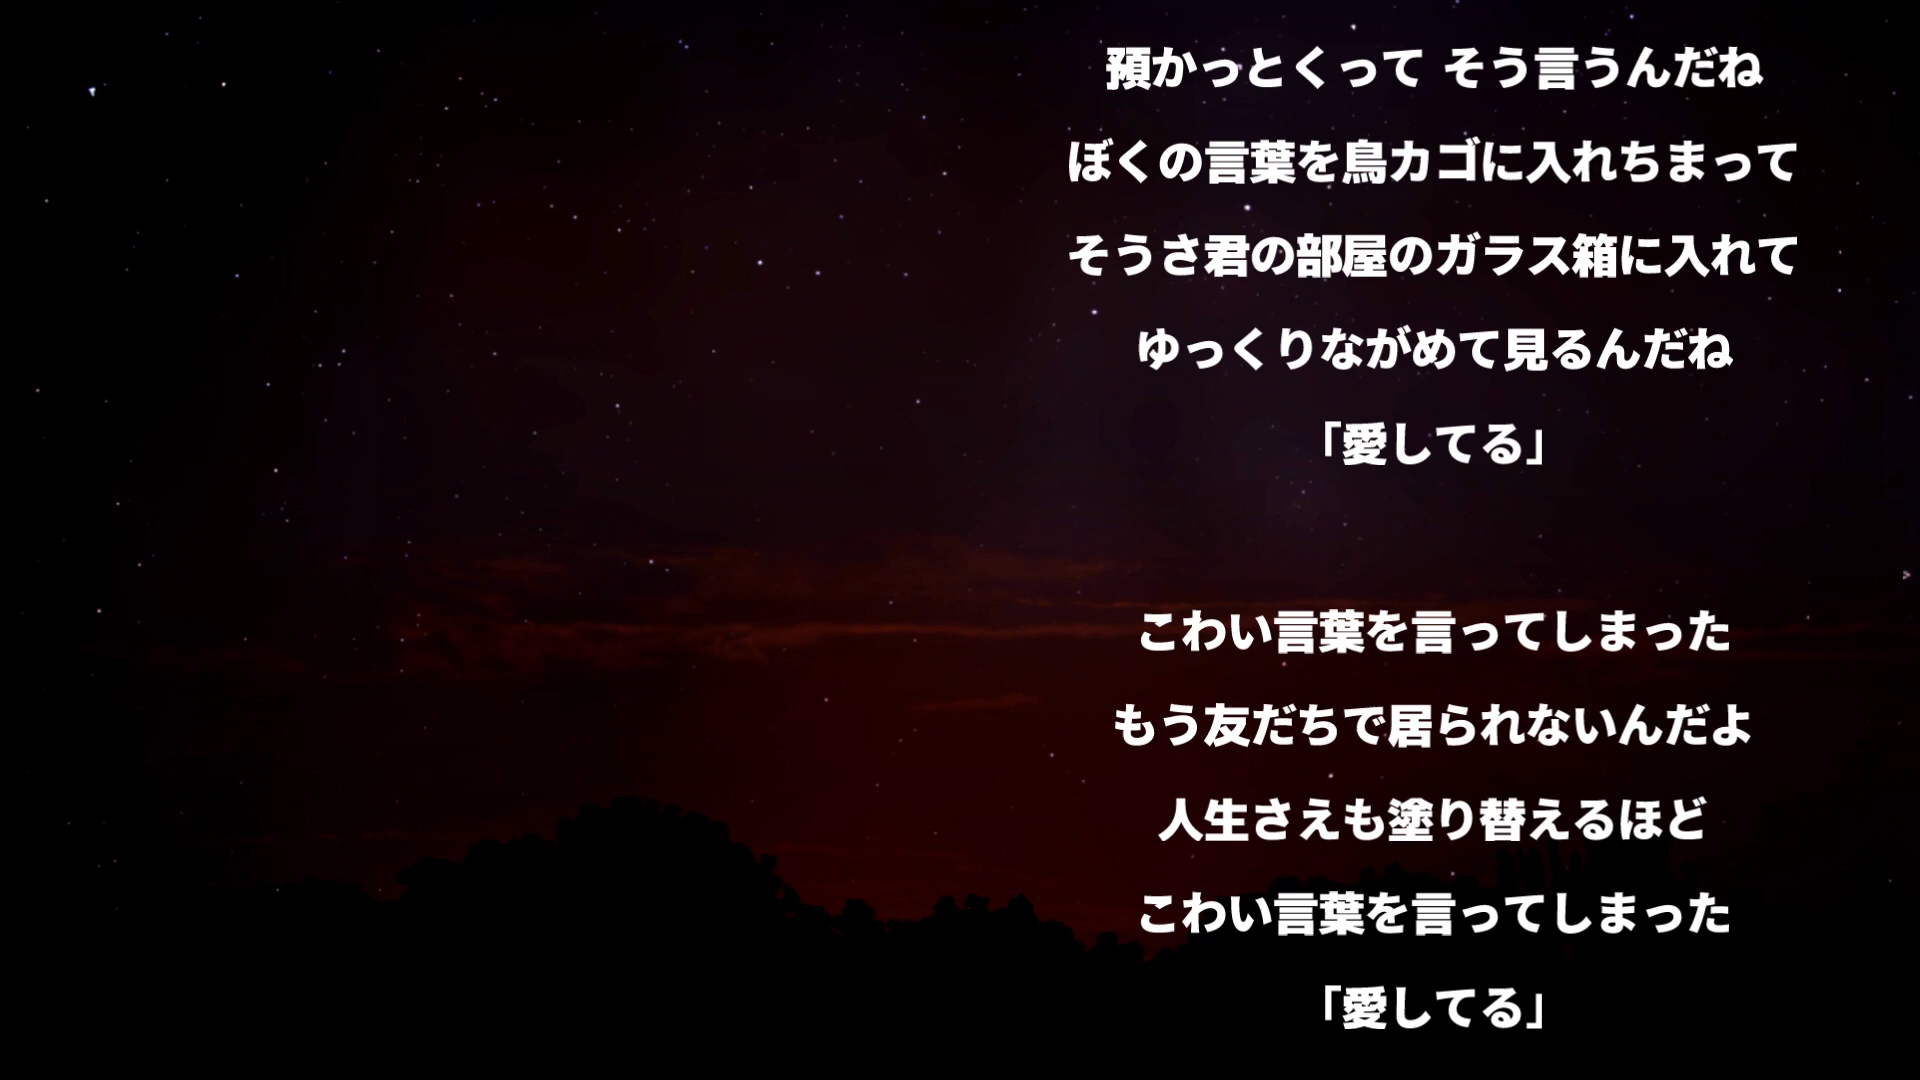 預かっとくって そう言うんだね
ぼくの言葉を鳥カゴに入れちまって
そうさ君の部屋のガラス箱に入れて
ゆっくりながめて見るんだね
「愛してる」
こわい言葉を言ってしまった
もう友だちで居られないんだよ
人生さえも塗り替えるほど
こわい言葉を言ってしまった
「愛してる」